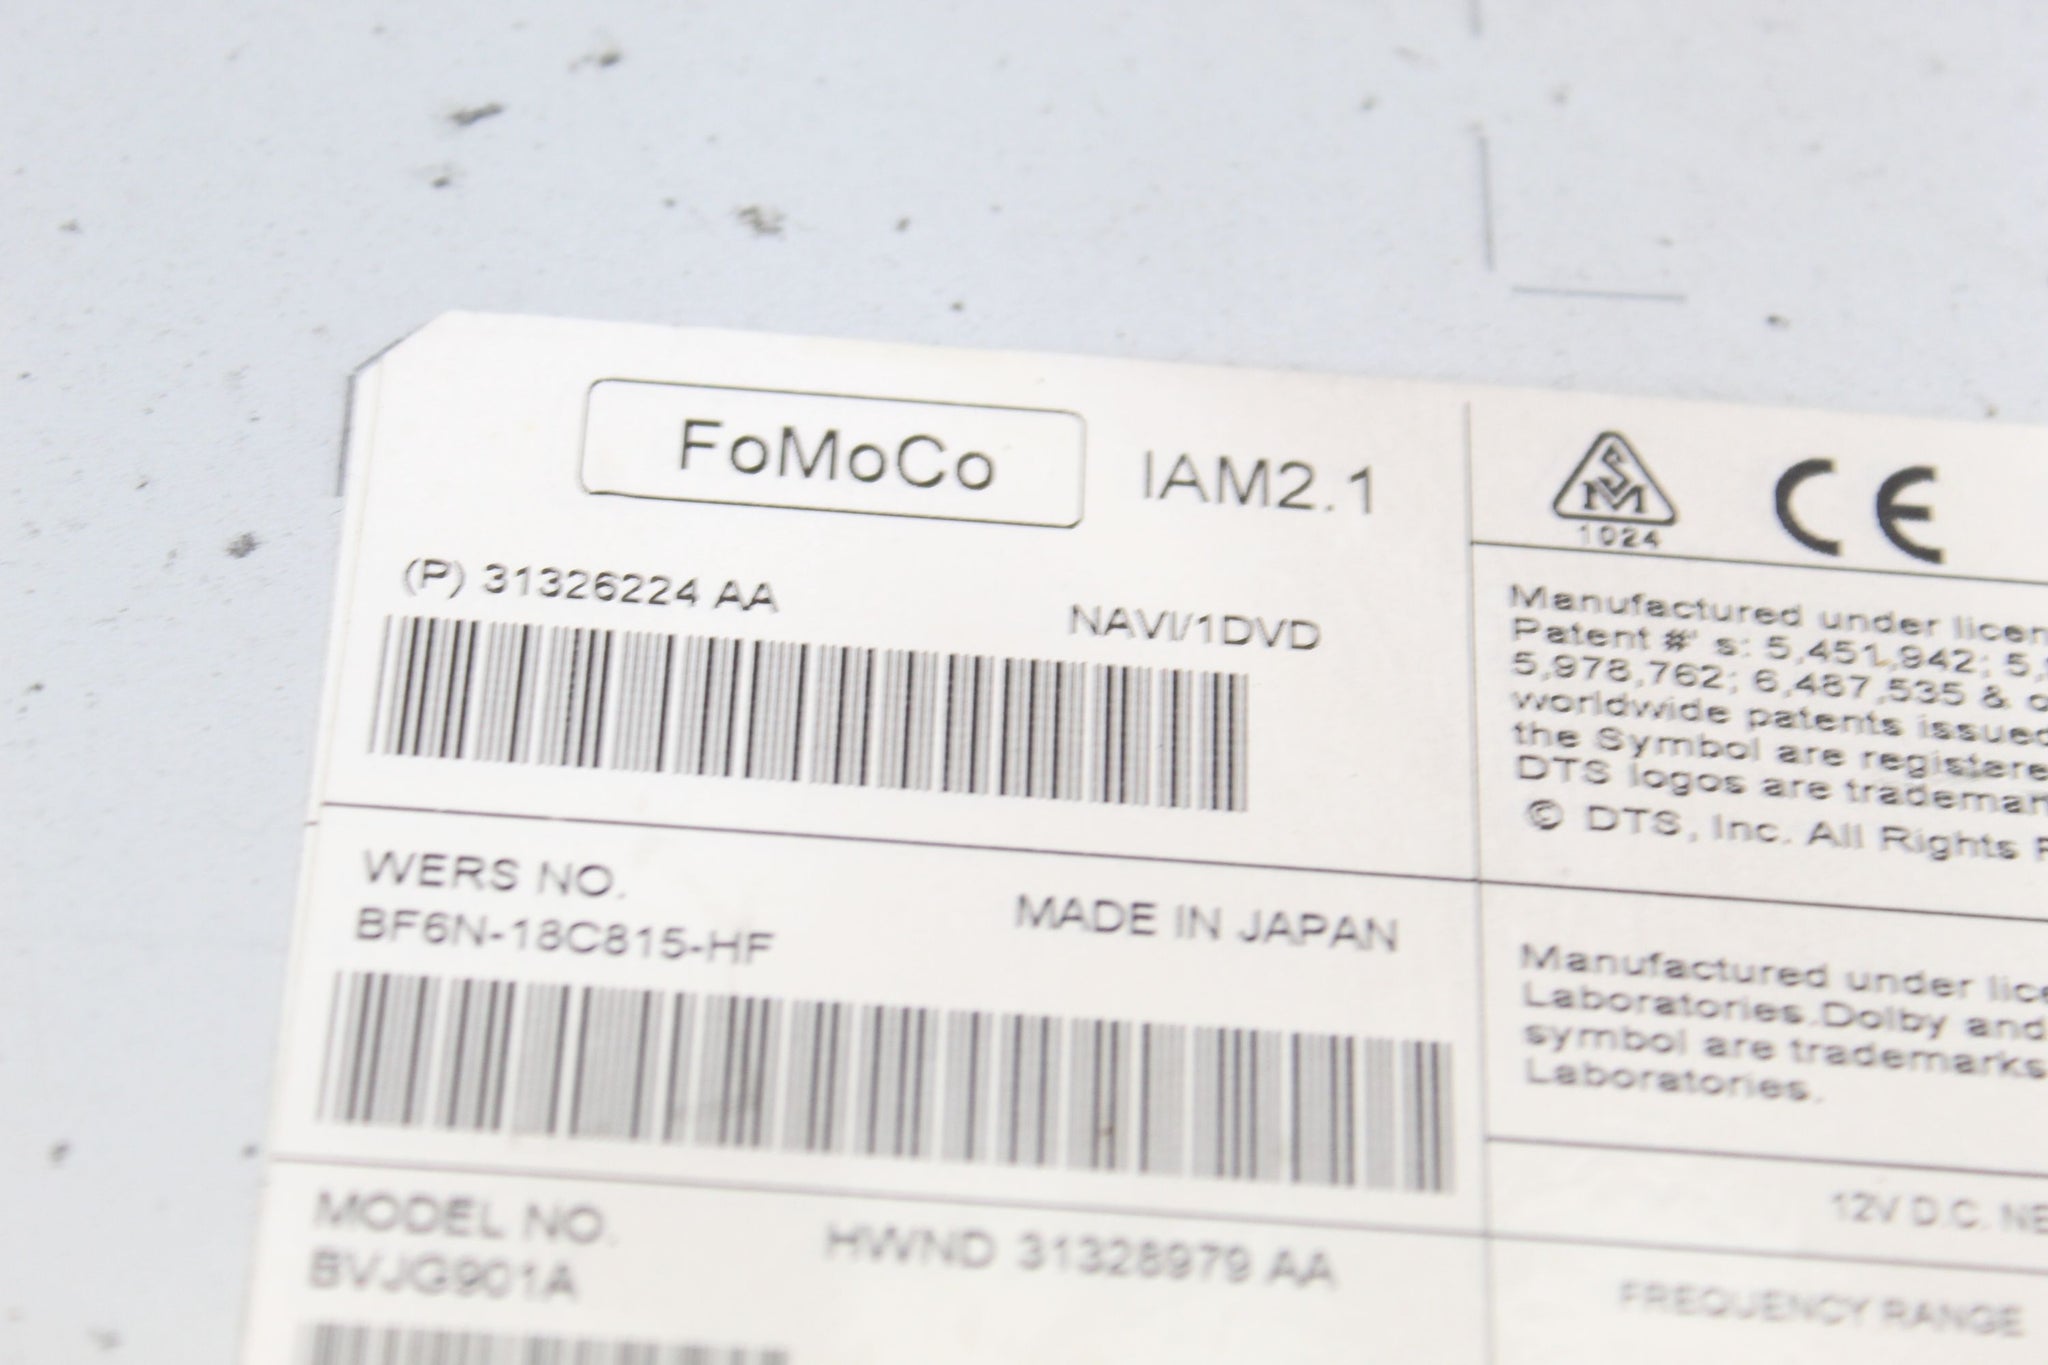 FoMoCo IAM2.1
(P) 31326224 AA
NAVI/1DVD
WERS NO.
BF6N-18C815-HF
MADE IN JAPAN
MODEL NO.
BVJG901A
HWND 31328979 AA
SM
1024
CE
Manufactured under licen
Patent #' s: 5,451,942; 5,
5,978,762; 6,487,535 &
worldwide patents issued
the Symbol are registere
DTS logos are trademar
© DTS, Inc. All Rights R
Manufactured under lice
Laboratories.Dolby and
symbol are trademarks
Laboratories.
12V D.C. NE
FREQUENCY RANGE